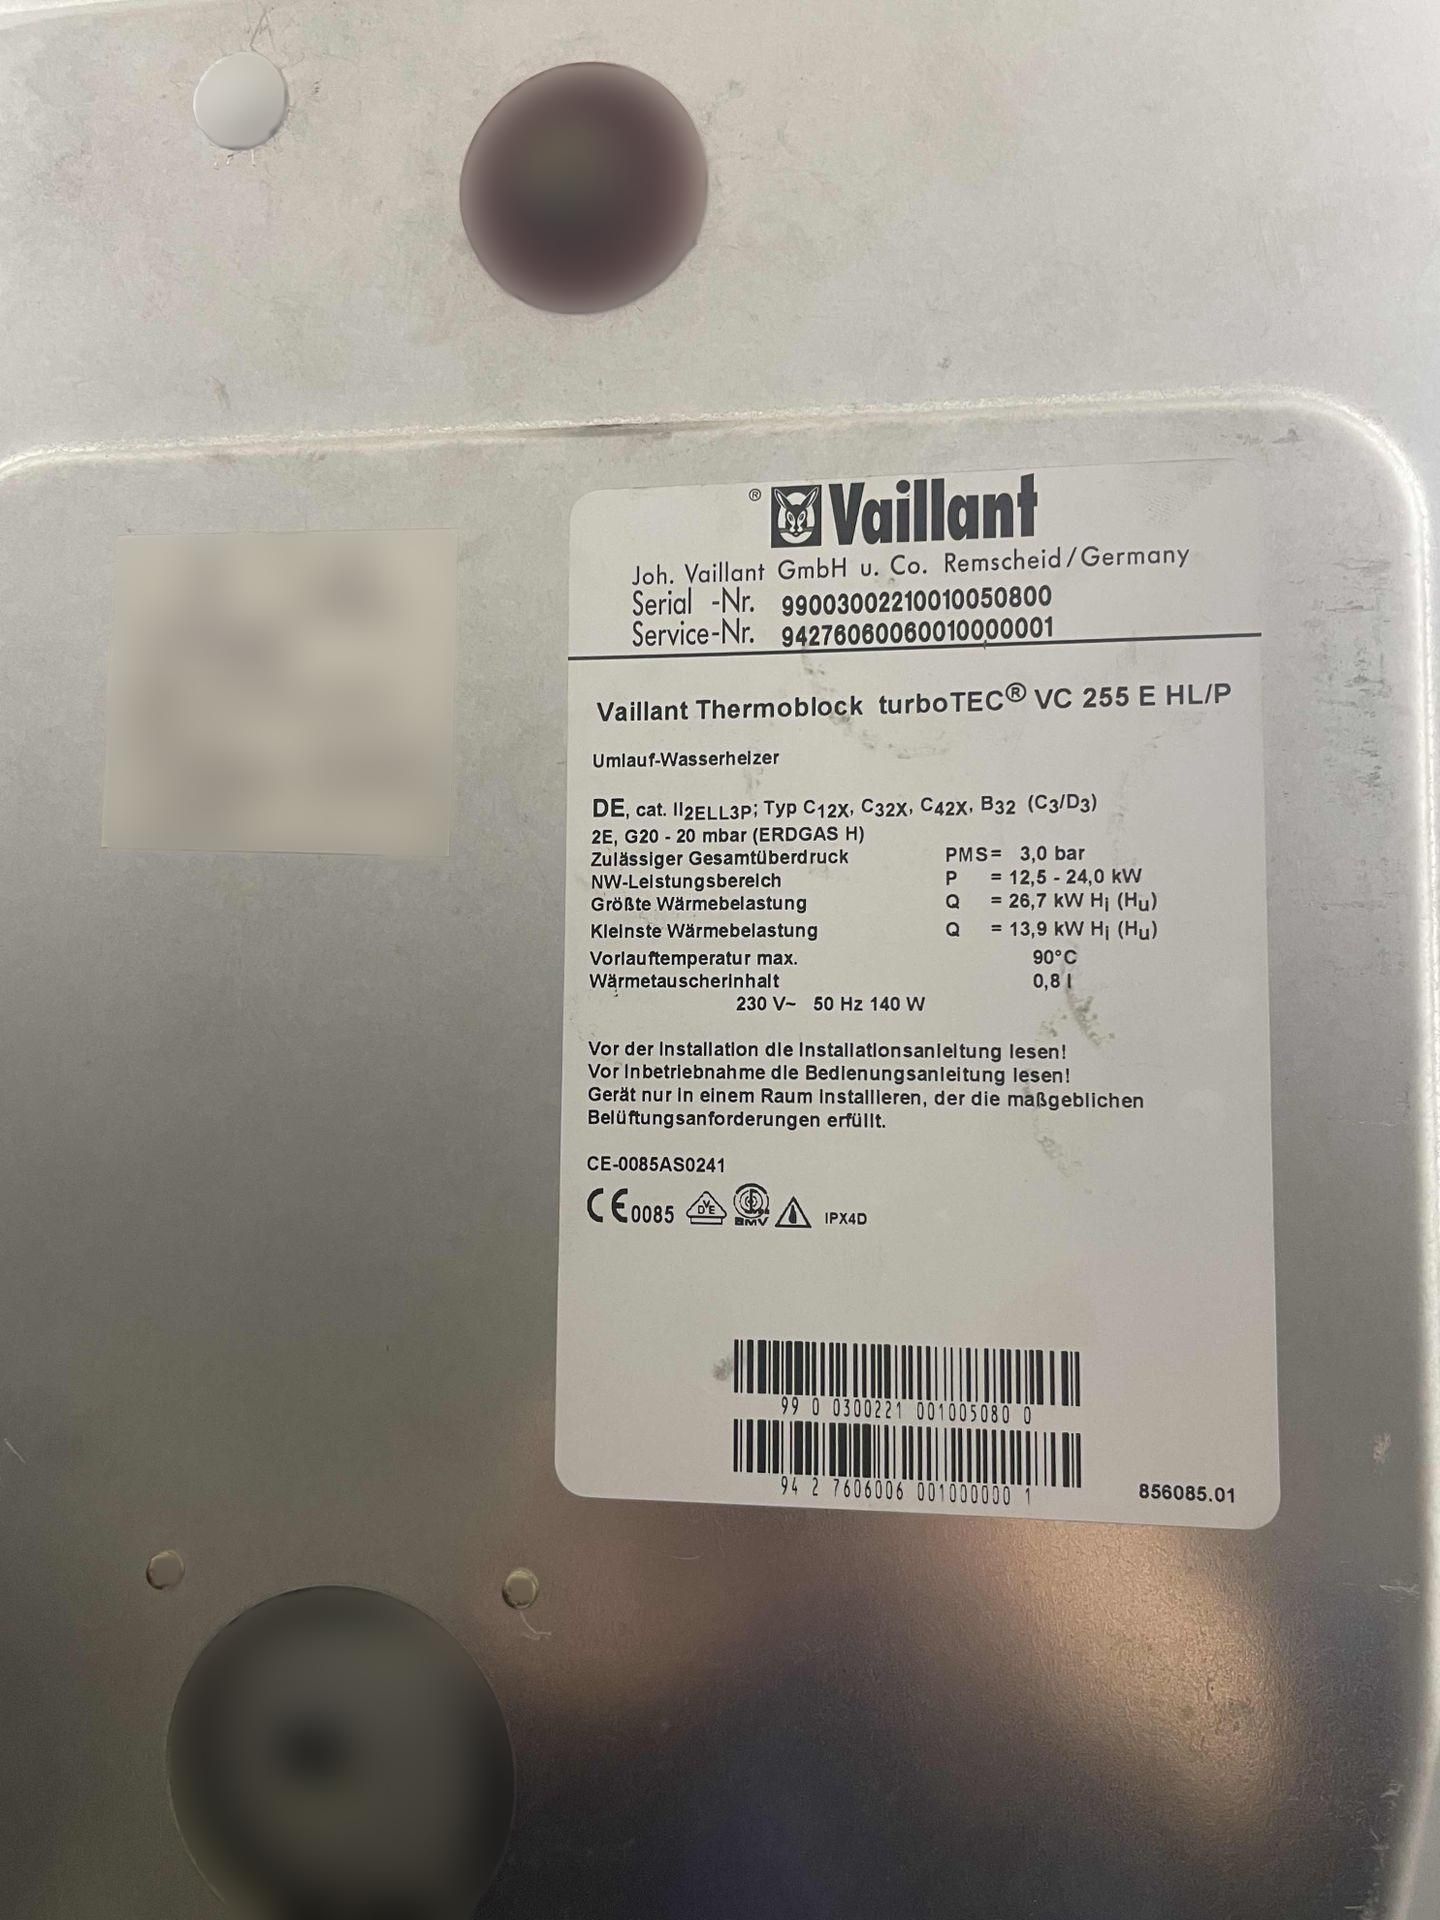 ® Vaillant
Joh. Vaillant GmbH u. Co. Remscheid/Germany
Serial -Nr. 99003002210010050800
Service-Nr. 94276060060010000001
Vaillant Thermoblock turboTEC® VC 255 E HL/P
Umlauf-Wasserheizer
DE, cat. II2ELL3P; Typ C12X, C32X, C42X, B32 (C3/D3)
2E, G20 - 20 mbar (ERDGAS H)
Zulässiger Gesamtüberdruck PMS= 3,0 bar
NW-Leistungsbereich P = 12,5 - 24,0 kW
Größte Wärmebelastung Q = 26,7 kW Hi (Hu)
Kleinste Wärmebelastung Q = 13,9 kW Hi (Hu)
Vorlauftemperatur max. 90°C
Wärmetauscherinhalt 0,8 l
230 V~ 50 Hz 140 W
Vor der Installation die Installationsanleitung lesen!
Vor Inbetriebnahme die Bedienungsanleitung lesen!
Gerät nur in einem Raum installieren, der die maßgeblichen
Belüftungsanforderungen erfüllt.
CE-0085AS0241
CE 0085 DVE BMV IPX4D
99 0 0300221 001005080 0
94 2 7606006 001000000 1
856085.01